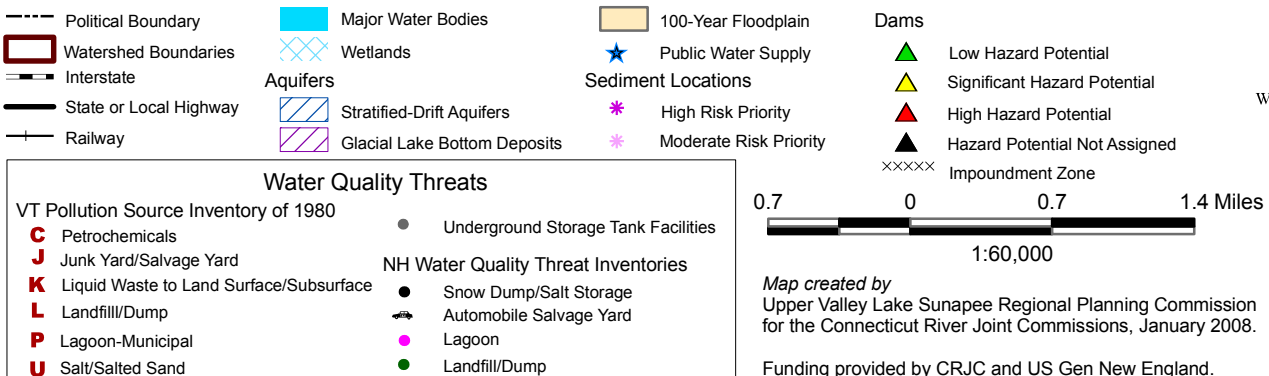 Political Boundary
Watershed Boundaries
Interstate
State or Local Highway
Railway
Major Water Bodies
Wetlands
Aquifers
Stratified-Drift Aquifers
Glacial Lake Bottom Deposits
100-Year Floodplain
Public Water Supply
Sediment Locations
High Risk Priority
Moderate Risk Priority
Dams
Low Hazard Potential
Significant Hazard Potential
High Hazard Potential
Hazard Potential Not Assigned
Impoundment Zone
W
Water Quality Threats
VT Pollution Source Inventory of 1980
C Petrochemicals
J Junk Yard/Salvage Yard
K Liquid Waste to Land Surface/Subsurface
L Landfilll/Dump
P Lagoon-Municipal
U Salt/Salted Sand
Underground Storage Tank Facilities
NH Water Quality Threat Inventories
Snow Dump/Salt Storage
Automobile Salvage Yard
Lagoon
Landfill/Dump
0.7 0 0.7 1.4 Miles
1:60,000
Map created by
Upper Valley Lake Sunapee Regional Planning Commission
for the Connecticut River Joint Commissions, January 2008.
Funding provided by CRJC and US Gen New England.